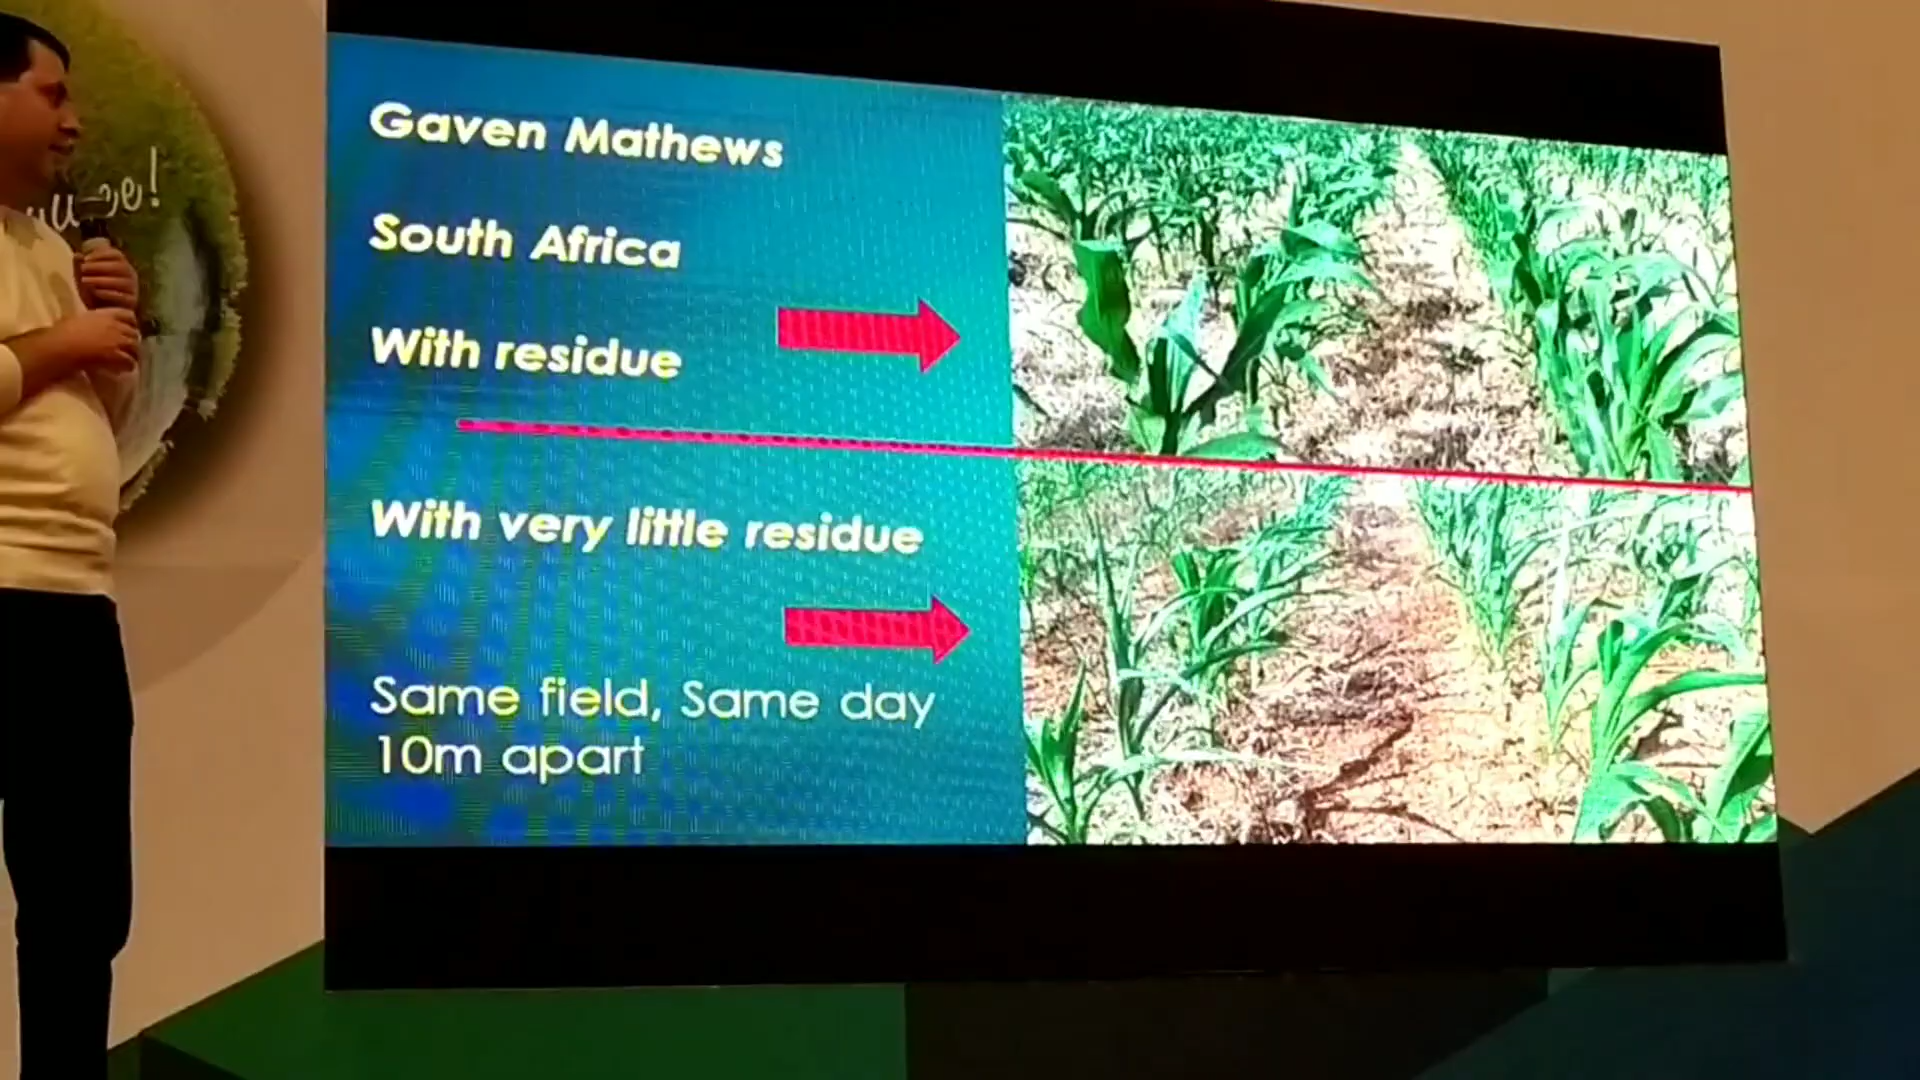 Gaven Mathews
South Africa
With residue
With very little residue
Same field, Same day
10m apart